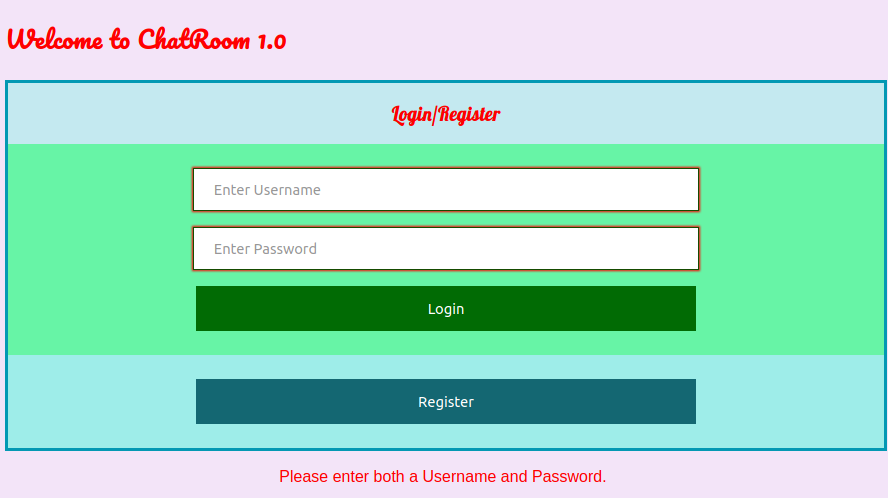 Welcome to ChatRoom 1.0
Login/Register
Enter Username
Enter Password
Login
Register
Please enter both a Username and Password.